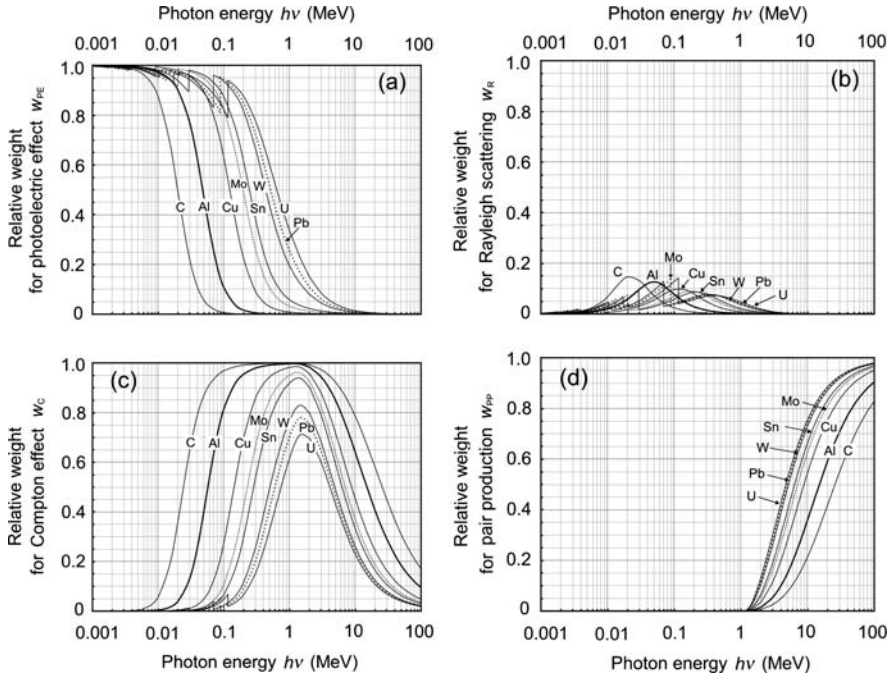 Photon energy hν (MeV)
0.001 0.01 0.1 1 10 100
1.0
0.8
0.6
0.4
0.2
0
Relative weight
for photoelectric effect wPE
(a)
C Al Cu Mo Sn W U
Pb
Photon energy hν (MeV)
0.001 0.01 0.1 1 10 100
1.0
0.8
0.6
0.4
0.2
0
Relative weight
for Rayleigh scattering wR
(b)
C Al Mo Cu Sn W Pb U
1.0
0.8
0.6
0.4
0.2
0
Relative weight
for Compton effect wC
(c)
C Al Cu Mo Sn W Pb U
0.001 0.01 0.1 1 10 100
Photon energy hν (MeV)
1.0
0.8
0.6
0.4
0.2
0
Relative weight
for pair production wPP
(d)
Mo
Sn Cu
W Al C
Pb
U
0.001 0.01 0.1 1 10 100
Photon energy hν (MeV)